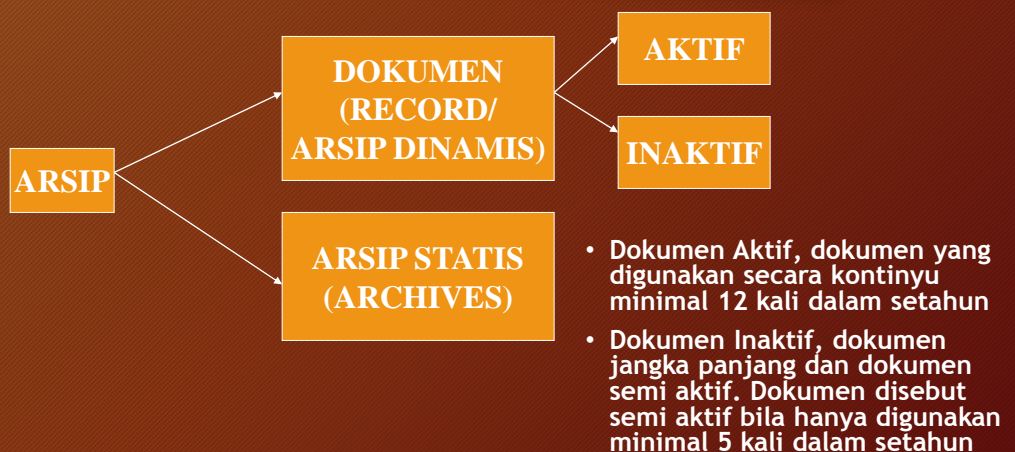 ARSIP
DOKUMEN
(RECORD/
ARSIP DINAMIS)
AKTIF
INAKTIF
ARSIP STATIS
(ARCHIVES)
• Dokumen Aktif, dokumen yang
digunakan secara kontinyu
minimal 12 kali dalam setahun
• Dokumen Inaktif, dokumen
jangka panjang dan dokumen
semi aktif. Dokumen disebut
semi aktif bila hanya digunakan
minimal 5 kali dalam setahun